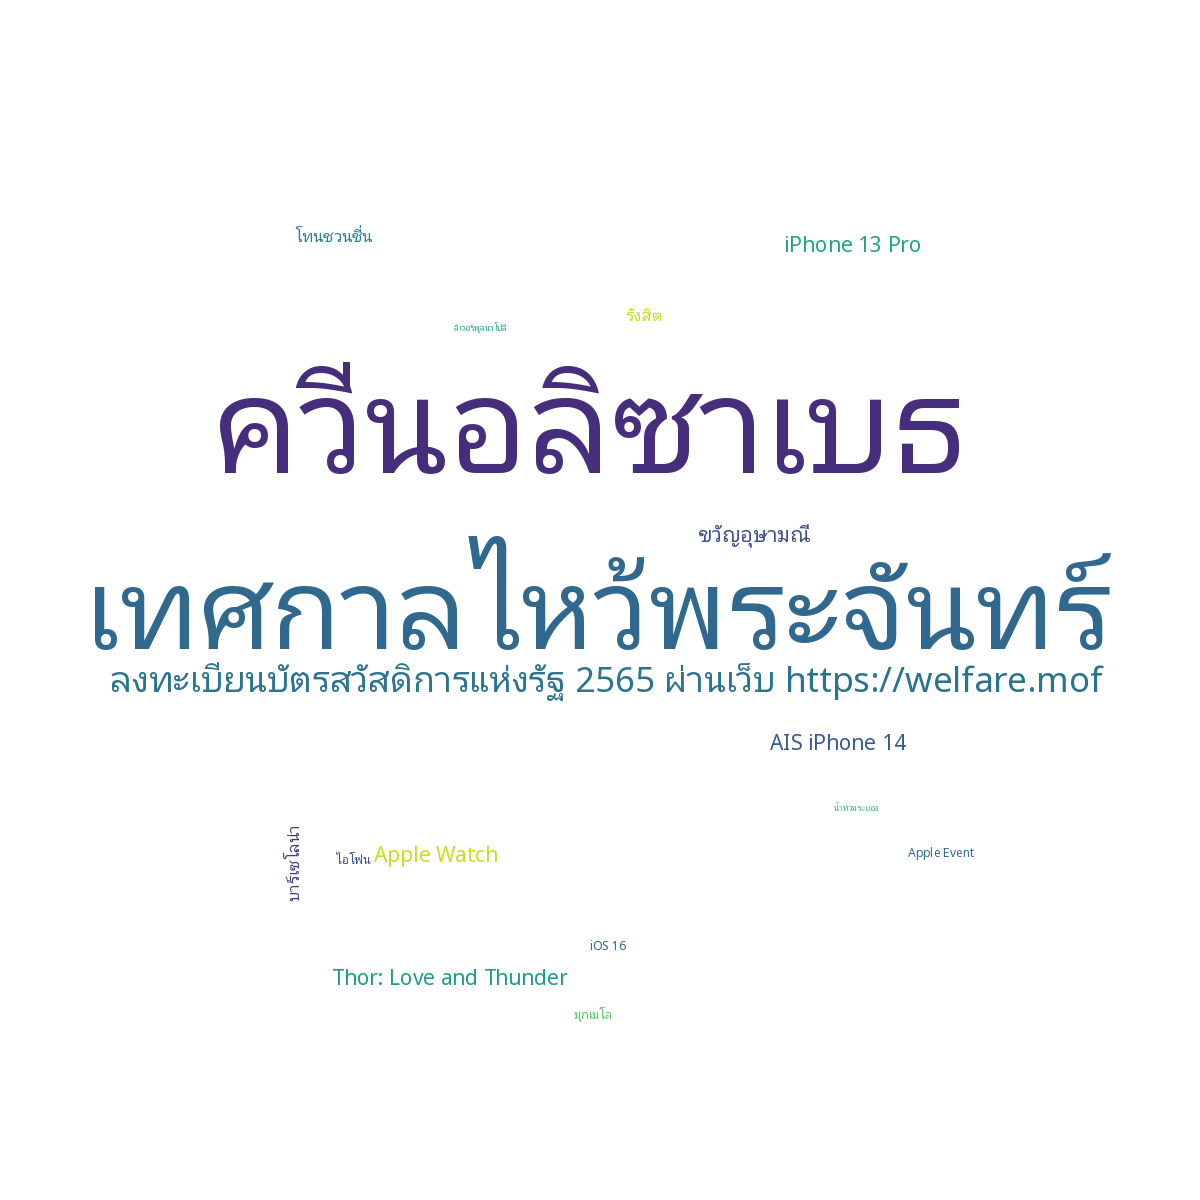 โทนชวนชื่น
iPhone 13 Pro
รังสิต
ลิเวอร์พูลนาโปลี
ควีนอลิซาเบธ
ขวัญอุษามณี
เทศกาลไหว้พระจันทร์
ลงทะเบียนบัตรสวัสดิการแห่งรัฐ 2565 ผ่านเว็บ https://welfare.mof
AIS iPhone 14
น้ําท่วมระยอง
บาร์เซโลน่า
ไอโฟน
Apple Watch
Apple Event
iOS 16
Thor: Love and Thunder
มุกเมโล